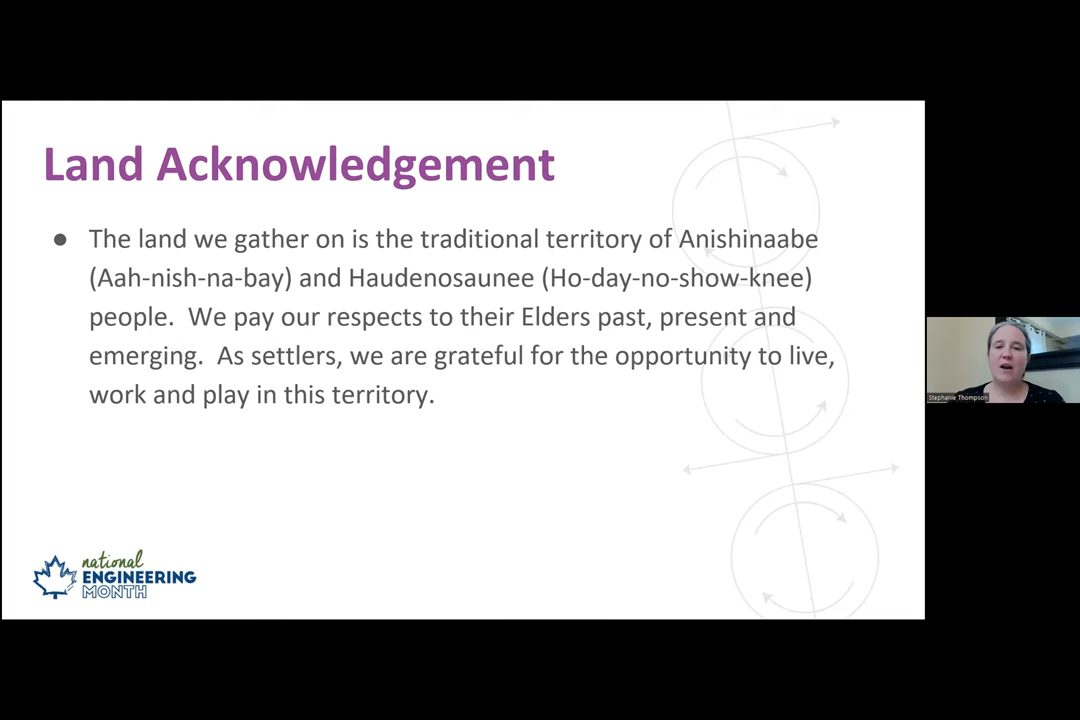 Land Acknowledgement
● The land we gather on is the traditional territory of Anishinaabe
(Aah-nish-na-bay) and Haudenosaunee (Ho-day-no-show-knee)
people.  We pay our respects to their Elders past, present and
emerging.  As settlers, we are grateful for the opportunity to live,
work and play in this territory.
Stephanie Thompson
national
ENGINEERING
MONTH